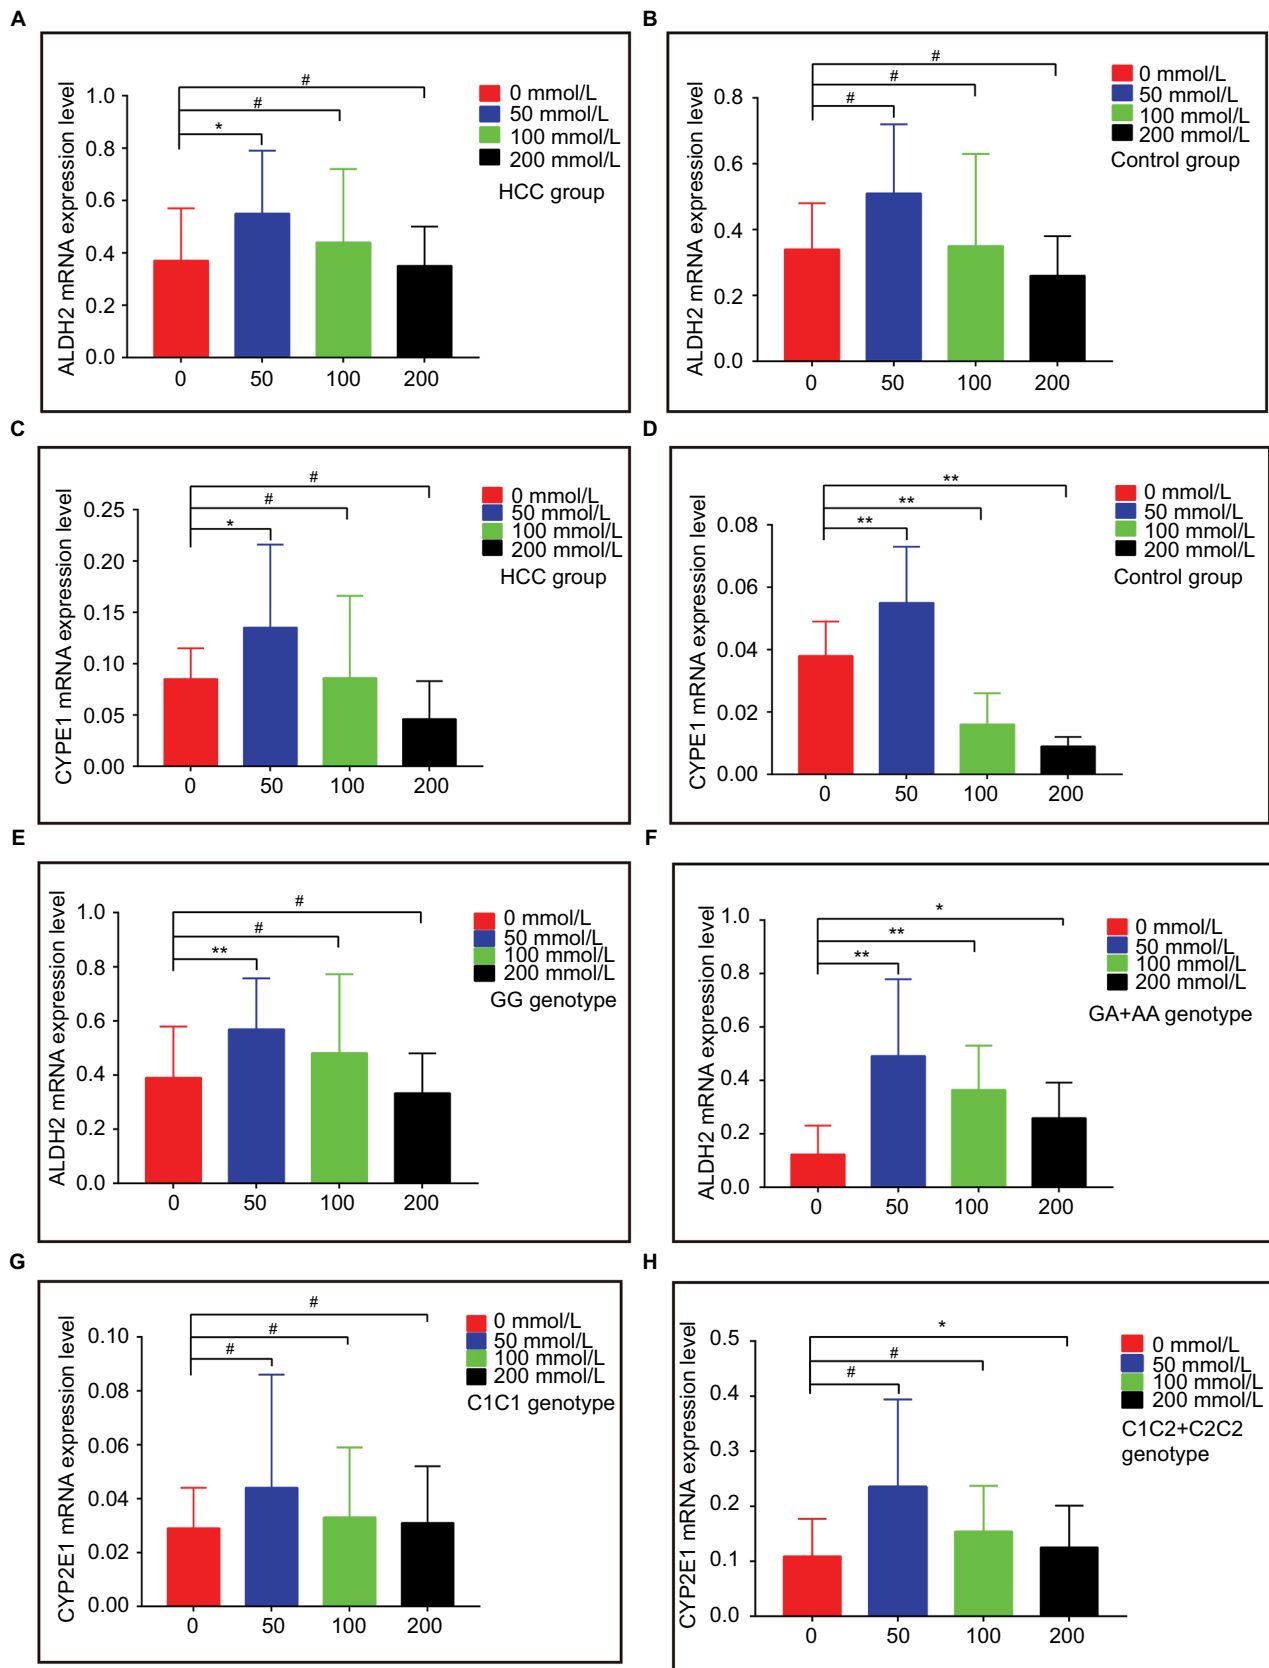 A
ALDH2 mRNA expression level
1.0
0.8
0.6
0.4
0.2
0.0
0
50
100
200
*
#
#
0 mmol/L
50 mmol/L
100 mmol/L
200 mmol/L
HCC group
B
ALDH2 mRNA expression level
0.8
0.6
0.4
0.2
0.0
0
50
100
200
#
#
#
0 mmol/L
50 mmol/L
100 mmol/L
200 mmol/L
Control group
C
CYPE1 mRNA expression level
0.25
0.20
0.15
0.10
0.05
0.00
0
50
100
200
*
#
#
0 mmol/L
50 mmol/L
100 mmol/L
200 mmol/L
HCC group
D
CYPE1 mRNA expression level
0.08
0.06
0.04
0.02
0.00
0
50
100
200
**
**
**
0 mmol/L
50 mmol/L
100 mmol/L
200 mmol/L
Control group
E
ALDH2 mRNA expression level
1.0
0.8
0.6
0.4
0.2
0.0
0
50
100
200
**
#
#
0 mmol/L
50 mmol/L
100 mmol/L
200 mmol/L
GG genotype
F
ALDH2 mRNA expression level
1.0
0.8
0.6
0.4
0.2
0.0
0
50
100
200
**
**
*
0 mmol/L
50 mmol/L
100 mmol/L
200 mmol/L
GA+AA genotype
G
CYP2E1 mRNA expression level
0.10
0.08
0.06
0.04
0.02
0.00
0
50
100
200
#
#
#
0 mmol/L
50 mmol/L
100 mmol/L
200 mmol/L
C1C1 genotype
H
CYP2E1 mRNA expression level
0.5
0.4
0.3
0.2
0.1
0.0
0
50
100
200
#
#
*
0 mmol/L
50 mmol/L
100 mmol/L
200 mmol/L
C1C2+C2C2
genotype